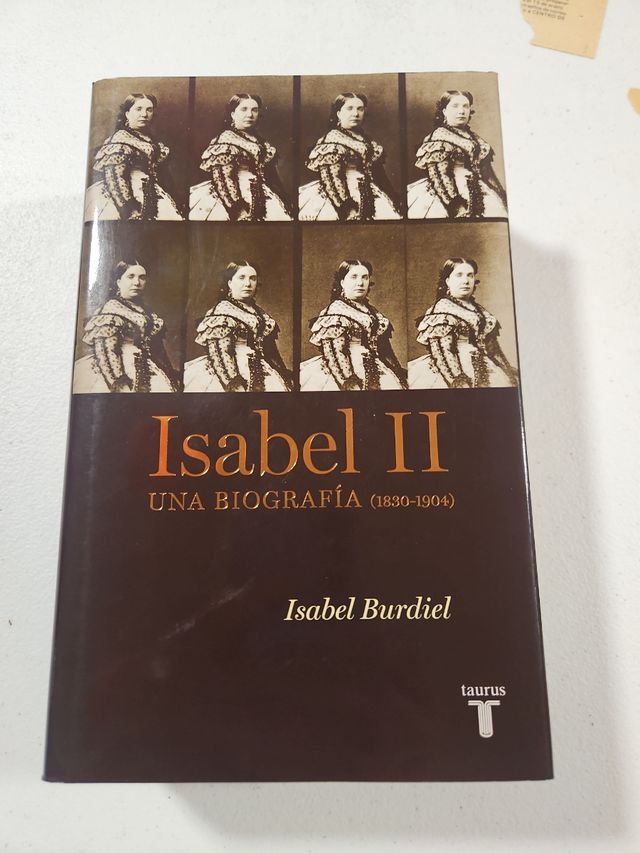 Isabel II
UNA BIOGRAFÍA (1830-1904)
Isabel Burdiel
taurus